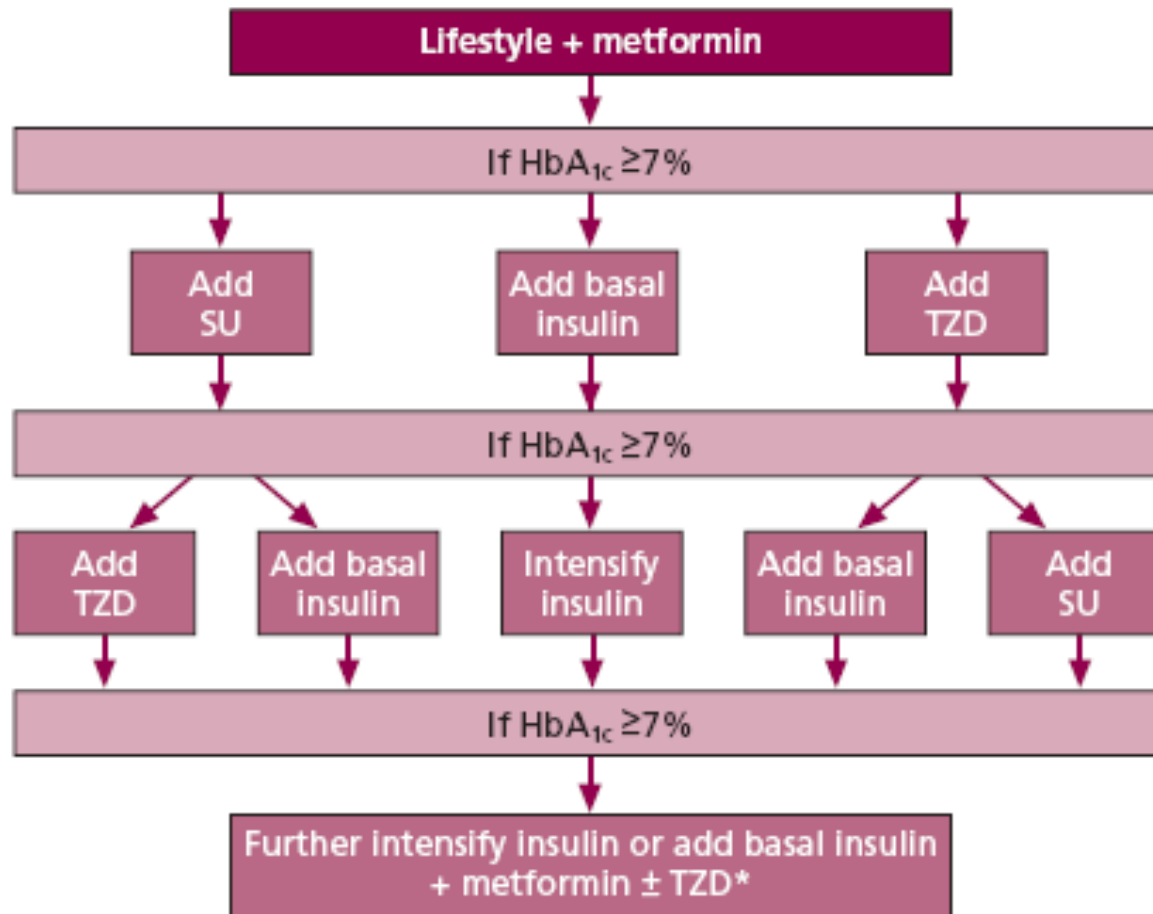 Lifestyle + metformin
If HbA1c ≥7%
Add
SU
Add basal
insulin
Add
TZD
If HbA1c ≥7%
Add
TZD
Add basal
insulin
Intensify
insulin
Add basal
insulin
Add
SU
If HbA1c ≥7%
Further intensify insulin or add basal insulin
+ metformin ± TZD*